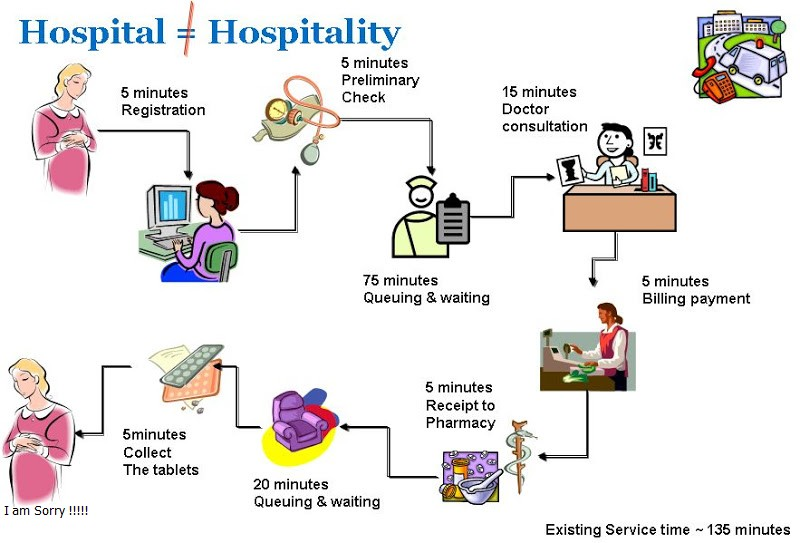 Hospital = Hospitality
5 minutes
Registration
5 minutes
Preliminary
Check
15 minutes
Doctor
consultation
75 minutes
Queuing & waiting
5 minutes
Billing payment
5 minutes
Receipt to
Pharmacy
20 minutes
Queuing & waiting
5minutes
Collect
The tablets
I am Sorry !!!!!
Existing Service time ~ 135 minutes